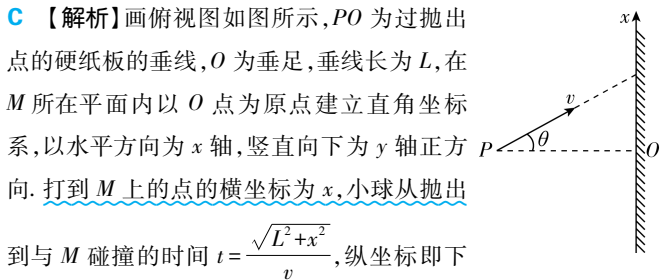 C 【解析】画俯视图如图所示,PO 为过抛出
点的硬纸板的垂线,O 为垂足,垂线长为 L,在
M 所在平面内以 O 点为原点建立直角坐标
系,以水平方向为 x 轴,竖直向下为 y 轴正方
向. 打到 M 上的点的横坐标为 x,小球从抛出
到与 M 碰撞的时间 t=\frac{\sqrt{L^2+x^2}}{v},纵坐标即下
x
v
P
θ
O